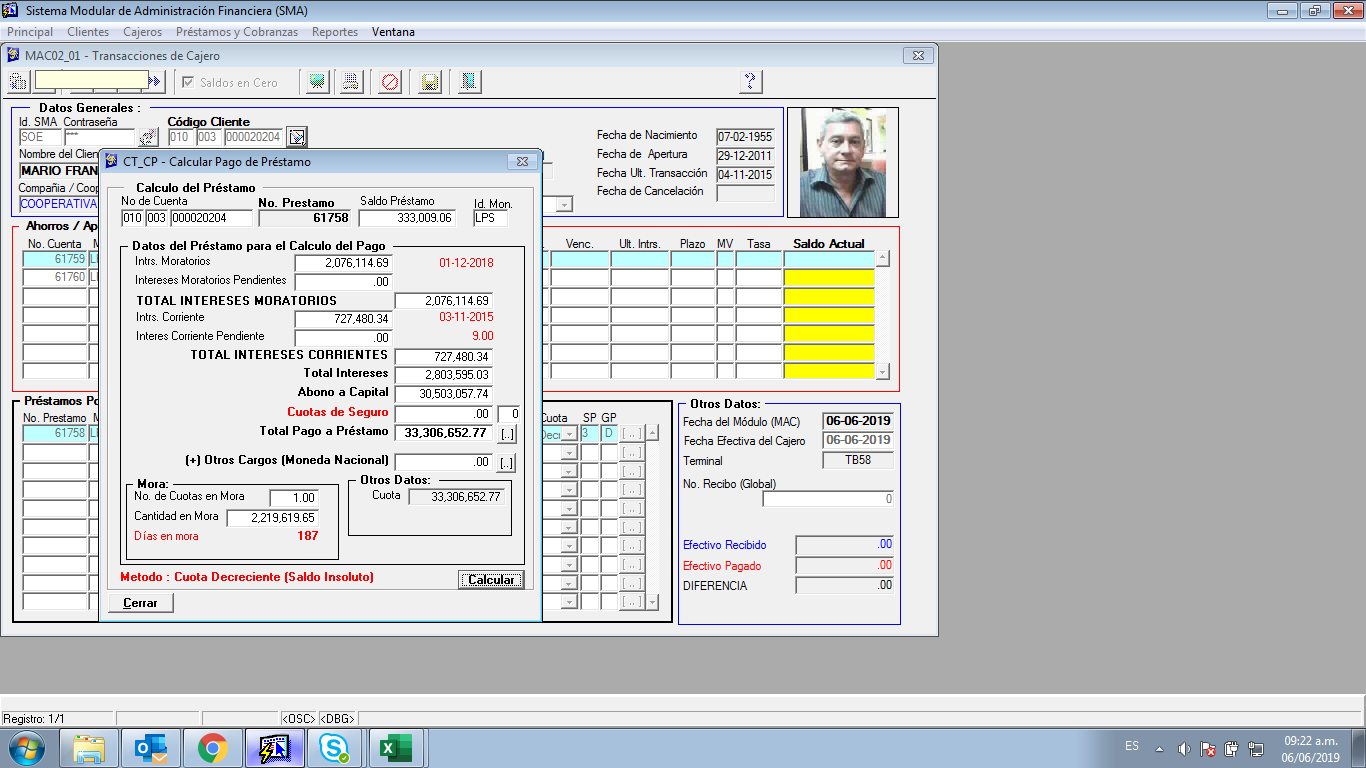 Sistema Modular de Administración Financiera (SMA)
Principal Clientes Cajeros Préstamos y Cobranzas Reportes Ventana
MAC02_01 - Transacciones de Cajero
Saldos en Cero
Datos Generales :
Id. SMA Contraseña Código Cliente
SOE *** 010 003 000020204
Nombre del Clien
MARIO FRAN
Compañia / Coop
COOPERATIVA
Fecha de Nacimiento 07-02-1955
Fecha de Apertura 29-12-2011
Fecha Ult. Transacción 04-11-2015
Fecha de Cancelación
Ahorros / Ap
No. Cuenta M Venc. Ult. Intrs. Plazo MV Tasa Saldo Actual
61759
61760
CT_CP - Calcular Pago de Préstamo
Calculo del Préstamo
No de Cuenta No. Prestamo Saldo Préstamo Id. Mon.
010 003 000020204 61758 333,009.06 LPS
Datos del Préstamo para el Calculo del Pago
Intrs. Moratorios 2,076,114.69 01-12-2018
Intereses Moratorios Pendientes .00
TOTAL INTERESES MORATORIOS 2,076,114.69
Intrs. Corriente 727,480.34 03-11-2015
Interes Corriente Pendiente .00 9.00
TOTAL INTERESES CORRIENTES 727,480.34
Total Intereses 2,803,595.03
Abono a Capital 30,503,057.74
Cuotas de Seguro .00 0
Total Pago a Préstamo 33,306,652.77 [..]
(+) Otros Cargos (Moneda Nacional) .00 [..]
Mora:
No. de Cuotas en Mora 1.00
Cantidad en Mora 2,219,619.65
Días en mora 187
Otros Datos:
Cuota 33,306,652.77
Metodo : Cuota Decreciente (Saldo Insoluto)
Calcular
Cerrar
Préstamos Po
No. Prestamo M Cuota SP GP
61758 Decr 3 D [ .. ]
[ .. ]
[ .. ]
[ .. ]
[ .. ]
[ .. ]
[ .. ]
[ .. ]
[ .. ]
[ .. ]
Otros Datos:
Fecha del Módulo (MAC) 06-06-2019
Fecha Efectiva del Cajero 06-06-2019
Terminal TB58
No. Recibo (Global)
0
Efectivo Recibido .00
Efectivo Pagado .00
DIFERENCIA .00
Registro: 1/1 <OSC> <DBG>
ES 09:22 a.m.
06/06/2019